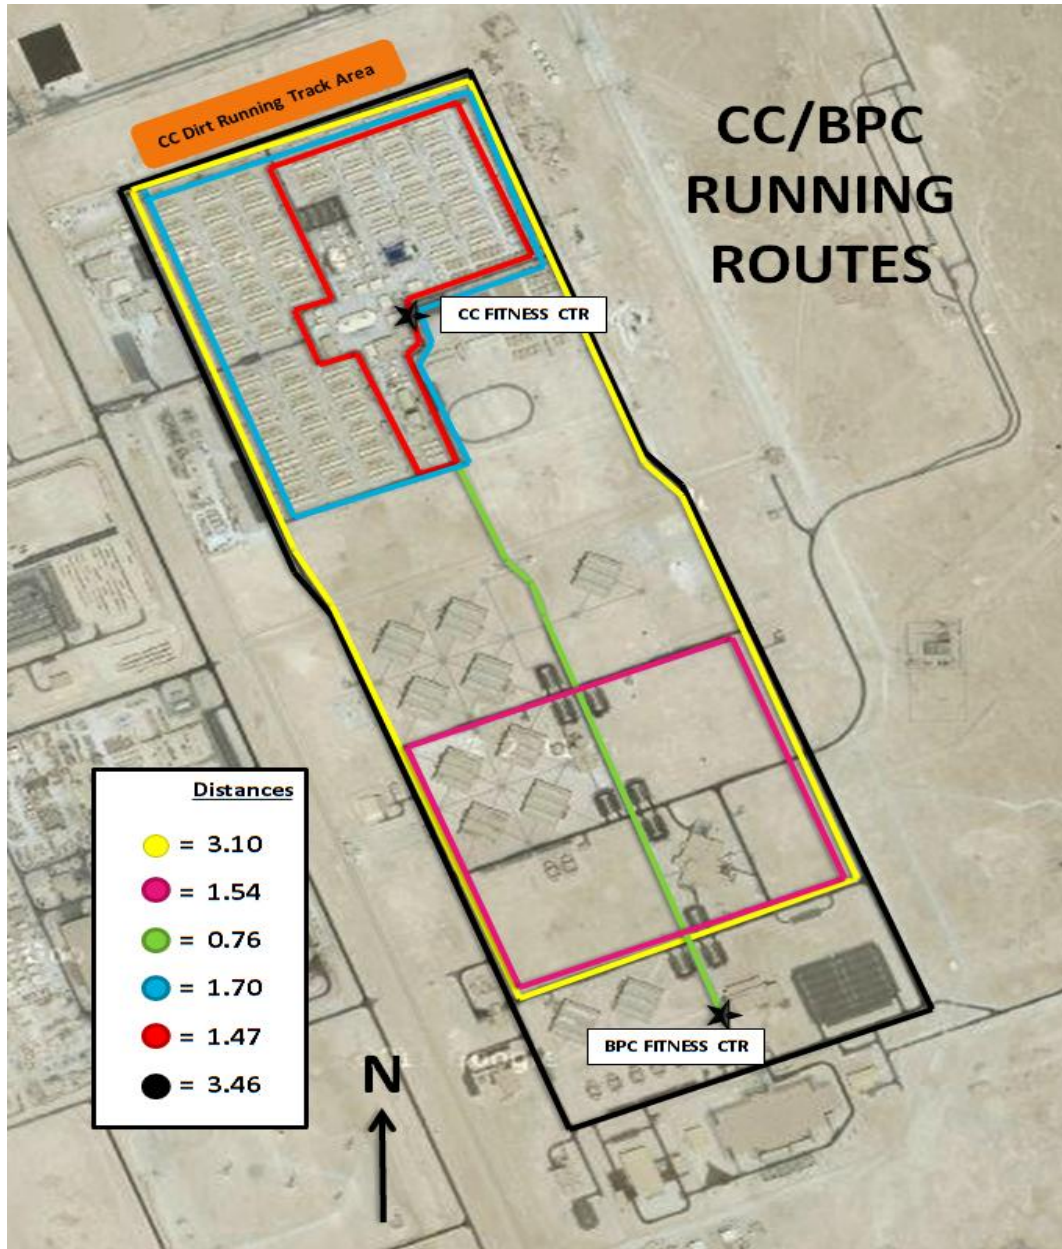 CC Dirt Running Track Area
CC/BPC
RUNNING
ROUTES
CC FITNESS CTR
Distances
= 3.10
= 1.54
= 0.76
= 1.70
= 1.47
= 3.46
BPC FITNESS CTR
N